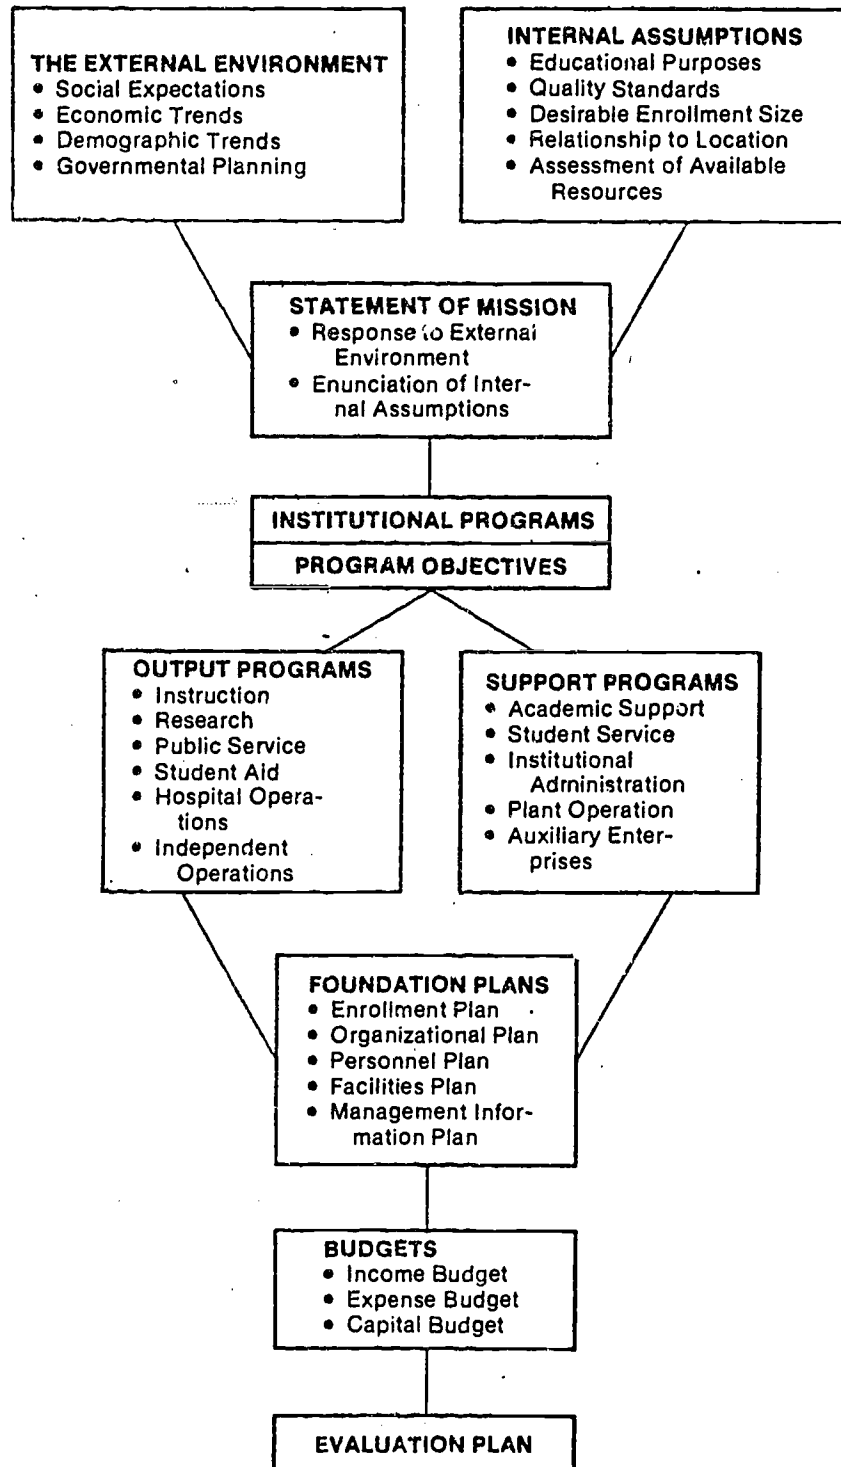 THE EXTERNAL ENVIRONMENT
• Social Expectations
• Economic Trends
• Demographic Trends
• Governmental Planning
INTERNAL ASSUMPTIONS
• Educational Purposes
• Quality Standards
• Desirable Enrollment Size
• Relationship to Location
• Assessment of Available
Resources
STATEMENT OF MISSION
• Response to External
Environment
• Enunciation of Inter-
nal Assumptions
INSTITUTIONAL PROGRAMS
PROGRAM OBJECTIVES
OUTPUT PROGRAMS
• Instruction
• Research
• Public Service
• Student Aid
• Hospital Opera-
tions
• Independent
Operations
SUPPORT PROGRAMS
• Academic Support
• Student Service
• Institutional
Administration
• Plant Operation
• Auxiliary Enter-
prises
FOUNDATION PLANS
• Enrollment Plan
• Organizational Plan
• Personnel Plan
• Facilities Plan
• Management Infor-
mation Plan
BUDGETS
• Income Budget
• Expense Budget
• Capital Budget
EVALUATION PLAN